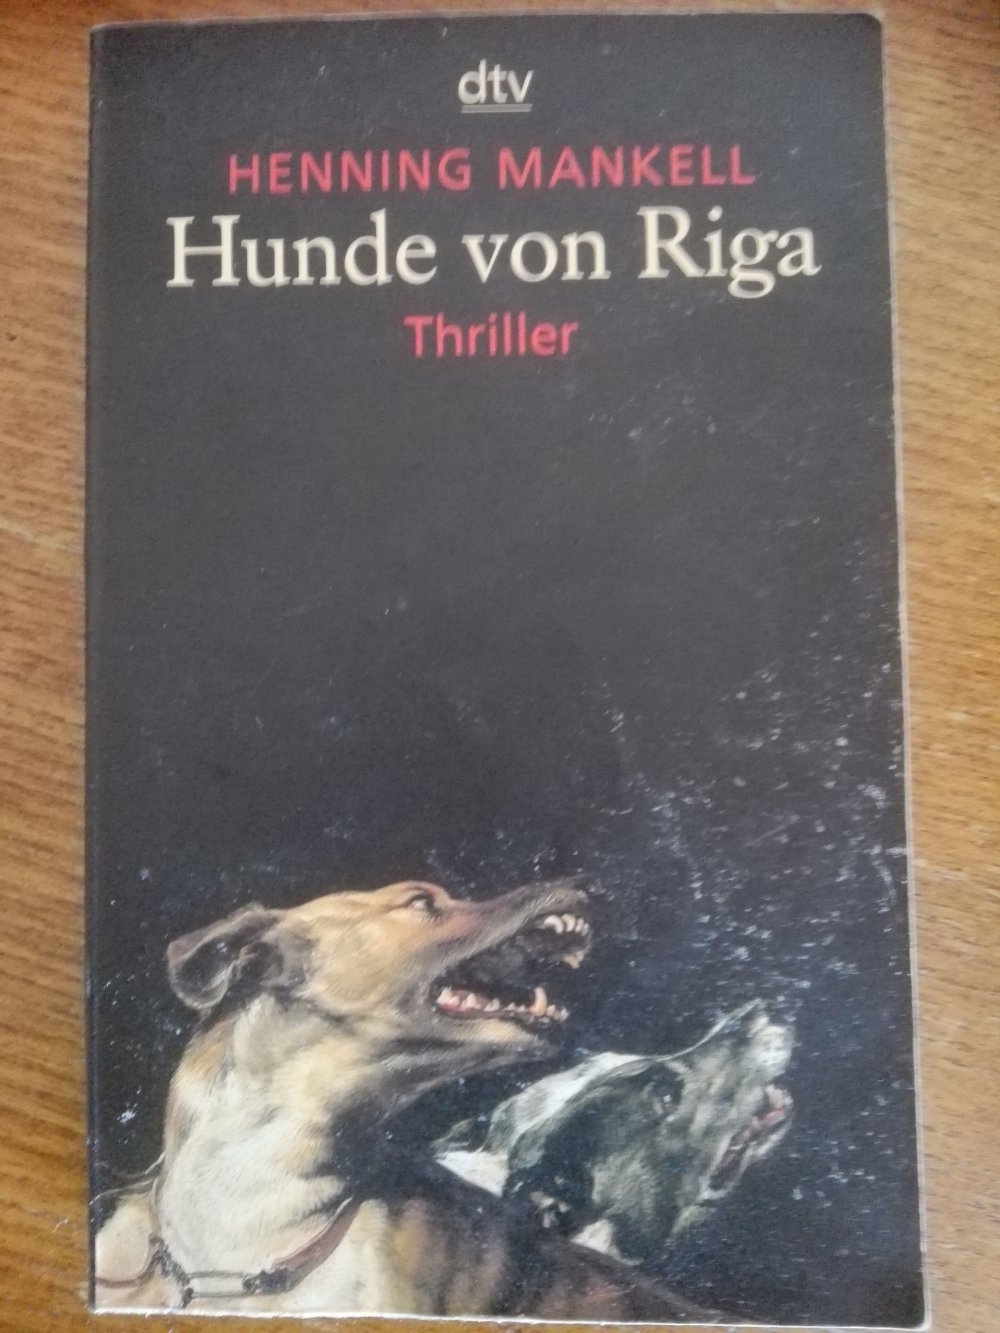 dtv
HENNING MANKELL
Hunde von Riga
Thriller